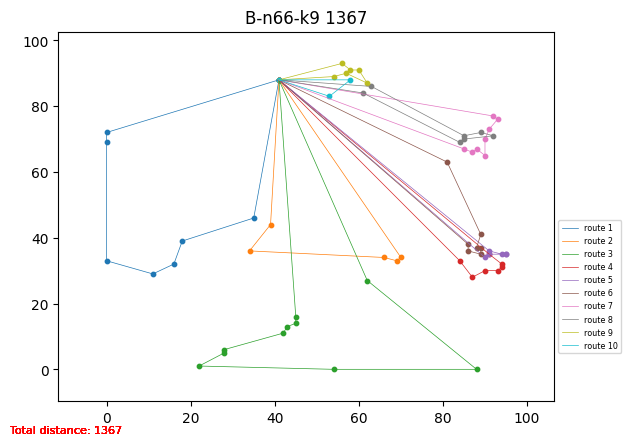 B-n66-k9 1367
100
80
60
40
20
0
0 20 40 60 80 100
route 1
route 2
route 3
route 4
route 5
route 6
route 7
route 8
route 9
route 10
Total distance: 1367